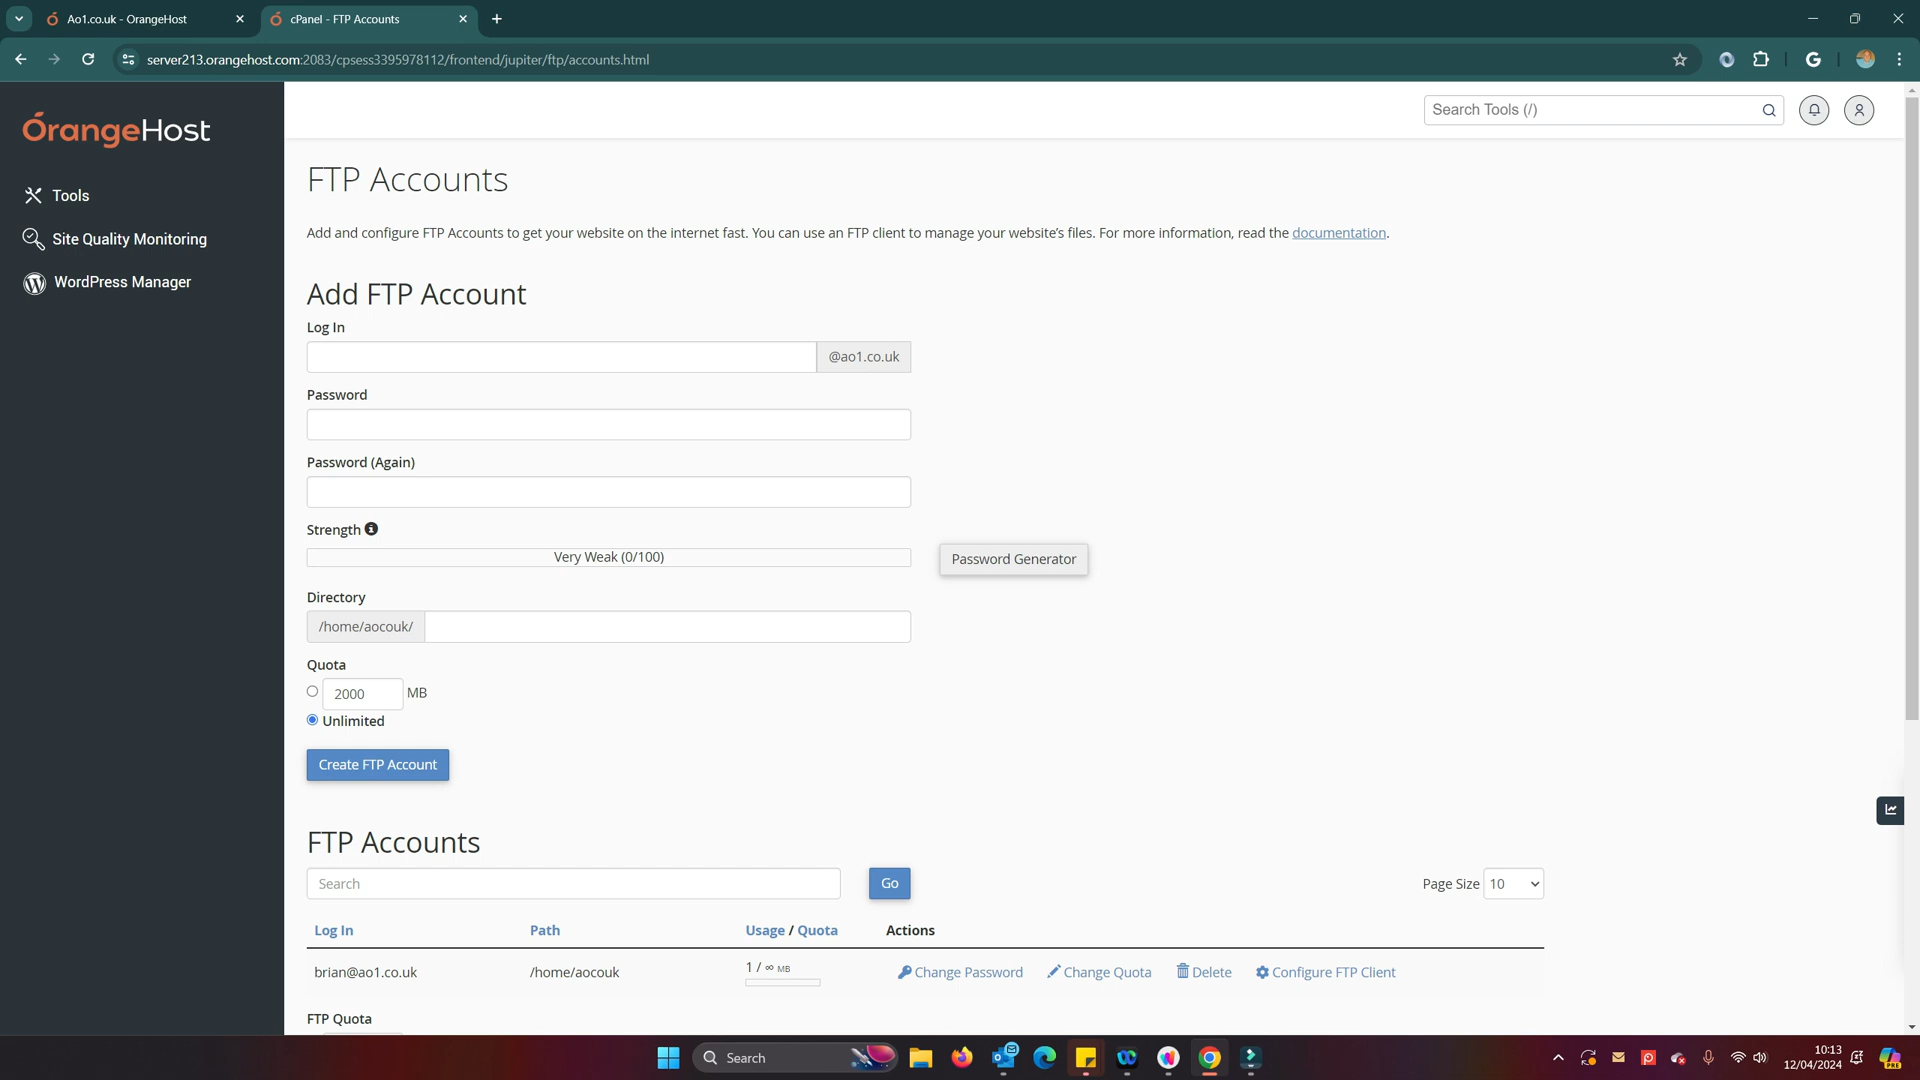 Ao1.co.uk - OrangeHost
cPanel - FTP Accounts
server213.orangehost.com:2083/cpsess3395978112/frontend/jupiter/ftp/accounts.html
OrangeHost
Search Tools (/)
Tools
Site Quality Monitoring
WordPress Manager
FTP Accounts
Add and configure FTP Accounts to get your website on the internet fast. You can use an FTP client to manage your website's files. For more information, read the documentation.
Add FTP Account
Log In
@ao1.co.uk
Password
Password (Again)
Strength
Very Weak (0/100)
Password Generator
Directory
/home/aocouk/
Quota
2000 MB
Unlimited
Create FTP Account
FTP Accounts
Search
Go
Page Size 10
Log In Path Usage / Quota Actions
brian@ao1.co.uk /home/aocouk 1 / ∞ MB Change Password Change Quota Delete Configure FTP Client
FTP Quota
Search
10:13
12/04/2024